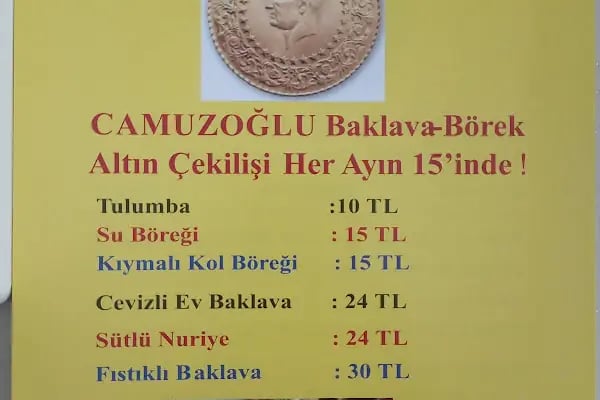 CAMUZOĞLU Baklava-Börek
Altın Çekilişi Her Ayın 15'inde !
Tulumba :10 TL
Su Böreği : 15 TL
Kıymalı Kol Böreği : 15 TL
Cevizli Ev Baklava : 24 TL
Sütlü Nuriye : 24 TL
Fıstıklı Baklava : 30 TL